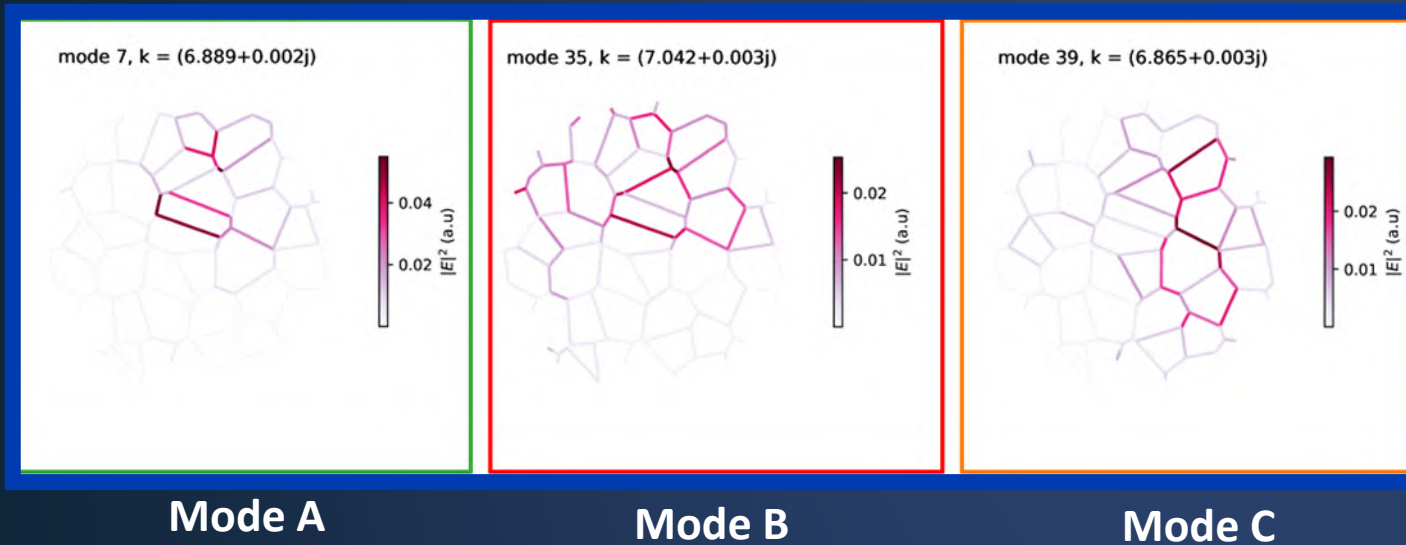 mode 7, k = (6.889+0.002j)
0.04
0.02
|E|² (a.u)
mode 35, k = (7.042+0.003j)
0.02
0.01
|E|² (a.u)
mode 39, k = (6.865+0.003j)
0.02
0.01
|E|² (a.u)
Mode A
Mode B
Mode C